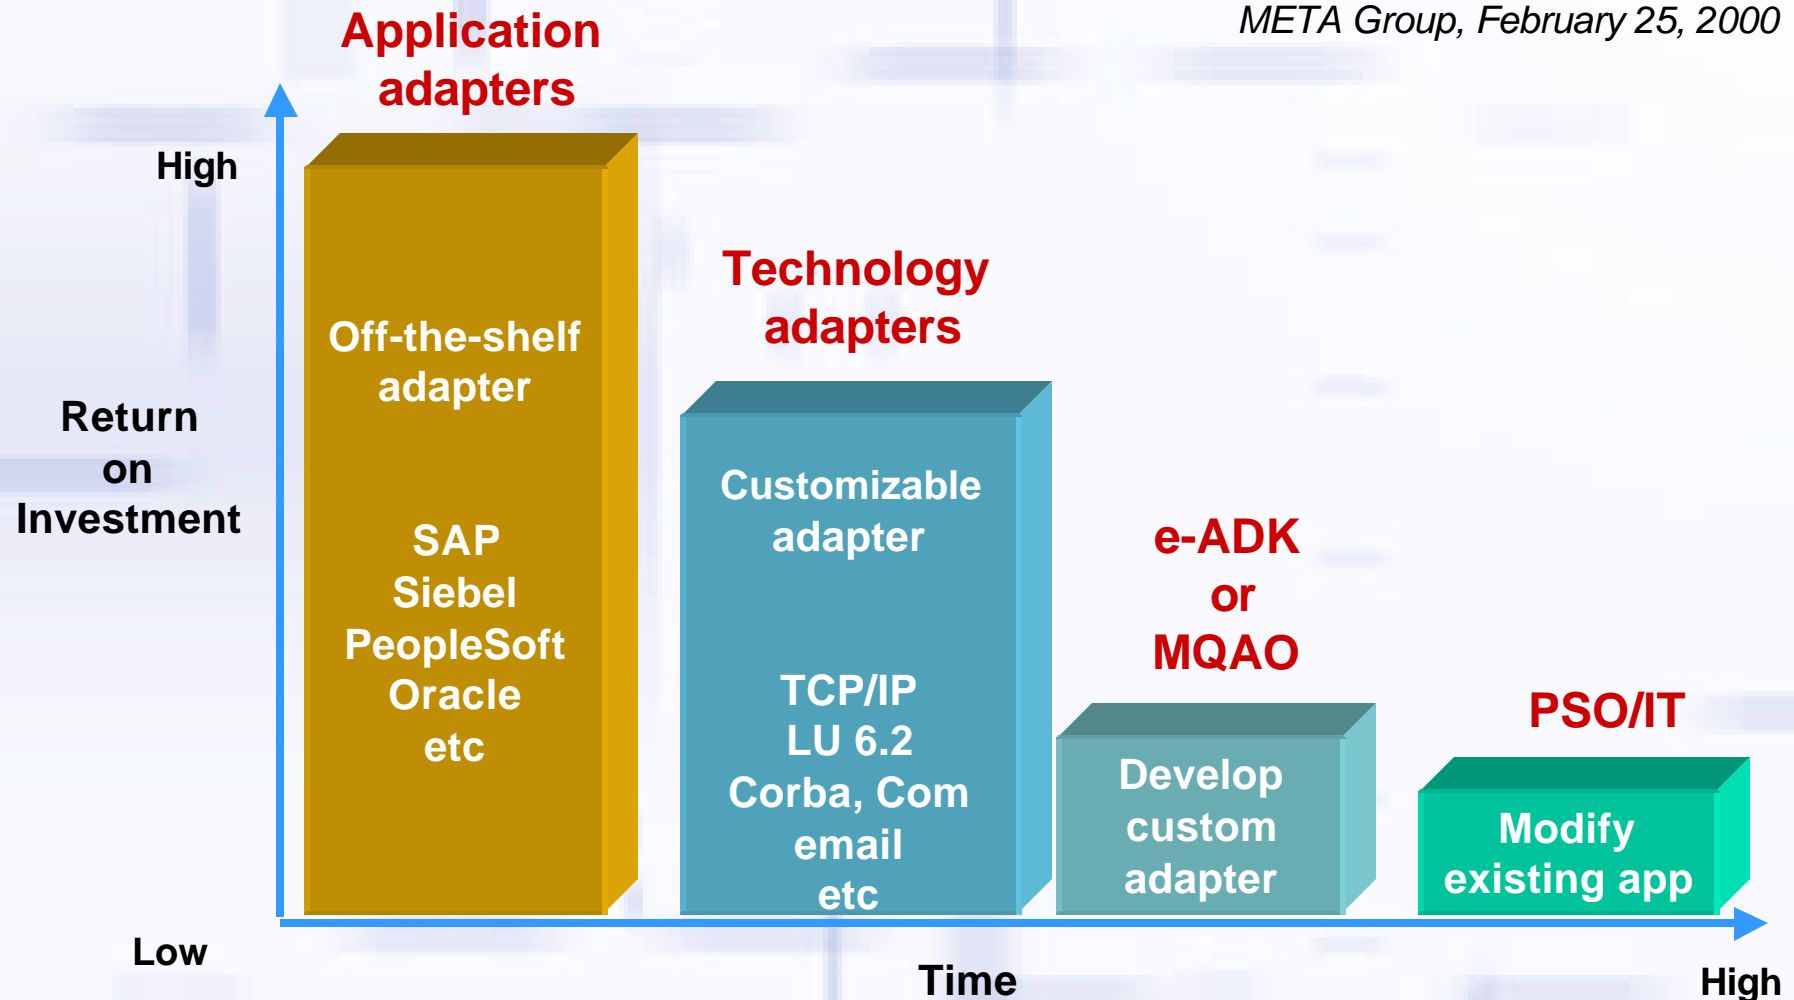 META Group, February 25, 2000
Application
adapters
High
Return
on
Investment
Off-the-shelf
adapter
SAP
Siebel
PeopleSoft
Oracle
etc
Technology
adapters
Customizable
adapter
TCP/IP
LU 6.2
Corba, Com
email
etc
e-ADK
or
MQAO
Develop
custom
adapter
PSO/IT
Modify
existing app
Low
Time
High